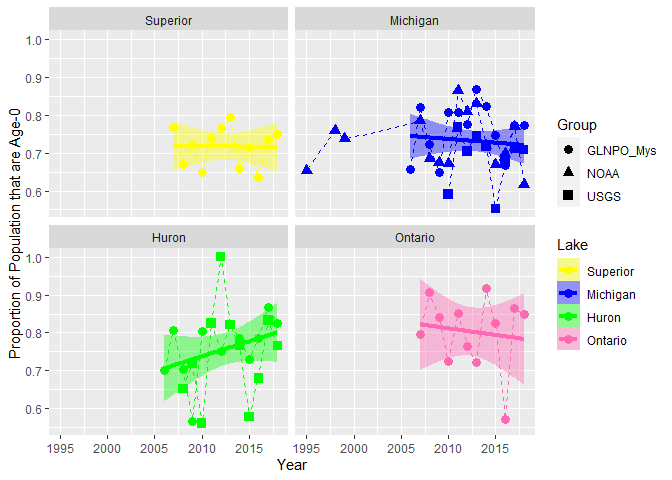 Superior
Michigan
1.0
0.9
0.8
0.7
0.6
Huron
Ontario
1.0
0.9
0.8
0.7
0.6
1995 2000 2005 2010 2015
1995 2000 2005 2010 2015
Year
Proportion of Population that are Age-0
Group
GLNPO_Mys
NOAA
USGS
Lake
Superior
Michigan
Huron
Ontario